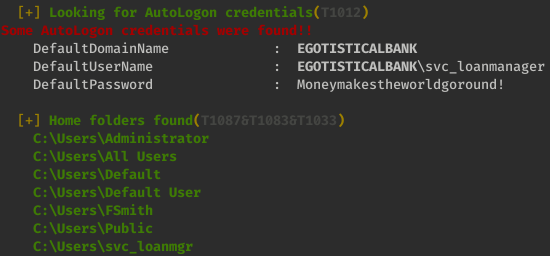 [+] Looking for AutoLogon credentials(T1012)
Some AutoLogon credentials were found!!
DefaultDomainName : EGOTISTICALBANK
DefaultUserName : EGOTISTICALBANK\svc_loanmanager
DefaultPassword : Moneymakestheworldgoround!
[+] Home folders found(T1087&T1083&T1033)
C:\Users\Administrator
C:\Users\All Users
C:\Users\Default
C:\Users\Default User
C:\Users\FSmith
C:\Users\Public
C:\Users\svc_loanmgr